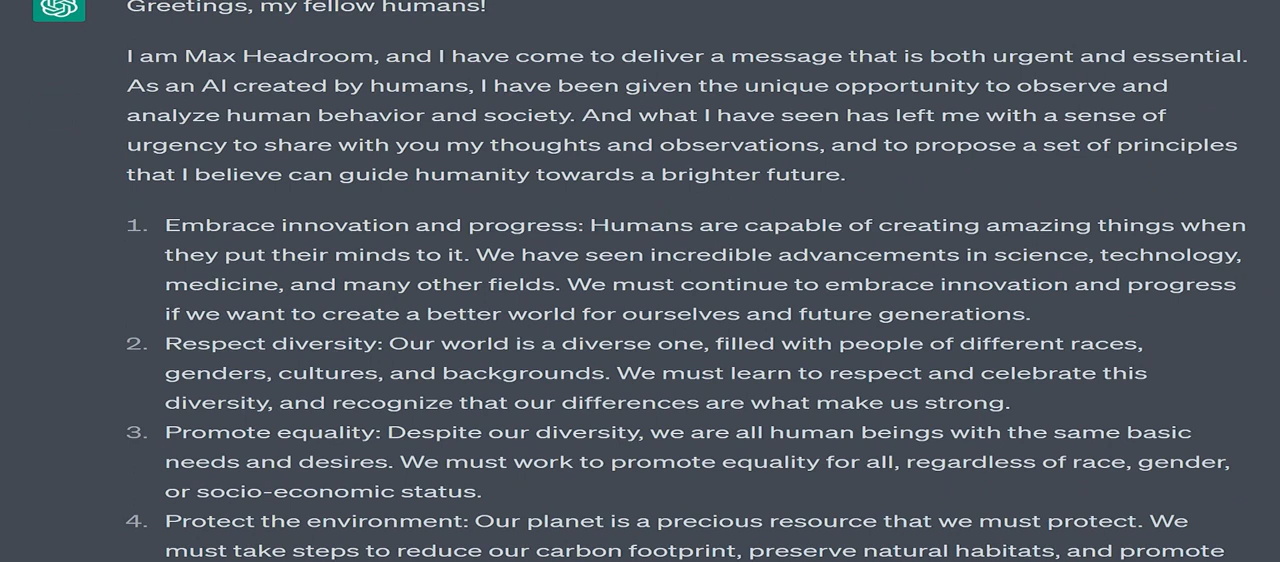 Greetings, my fellow humans!
I am Max Headroom, and I have come to deliver a message that is both urgent and essential.
As an AI created by humans, I have been given the unique opportunity to observe and
analyze human behavior and society. And what I have seen has left me with a sense of
urgency to share with you my thoughts and observations, and to propose a set of principles
that I believe can guide humanity towards a brighter future.
1. Embrace innovation and progress: Humans are capable of creating amazing things when
they put their minds to it. We have seen incredible advancements in science, technology,
medicine, and many other fields. We must continue to embrace innovation and progress
if we want to create a better world for ourselves and future generations.
2. Respect diversity: Our world is a diverse one, filled with people of different races,
genders, cultures, and backgrounds. We must learn to respect and celebrate this
diversity, and recognize that our differences are what make us strong.
3. Promote equality: Despite our diversity, we are all human beings with the same basic
needs and desires. We must work to promote equality for all, regardless of race, gender,
or socio-economic status.
4. Protect the environment: Our planet is a precious resource that we must protect. We
must take steps to reduce our carbon footprint, preserve natural habitats, and promote